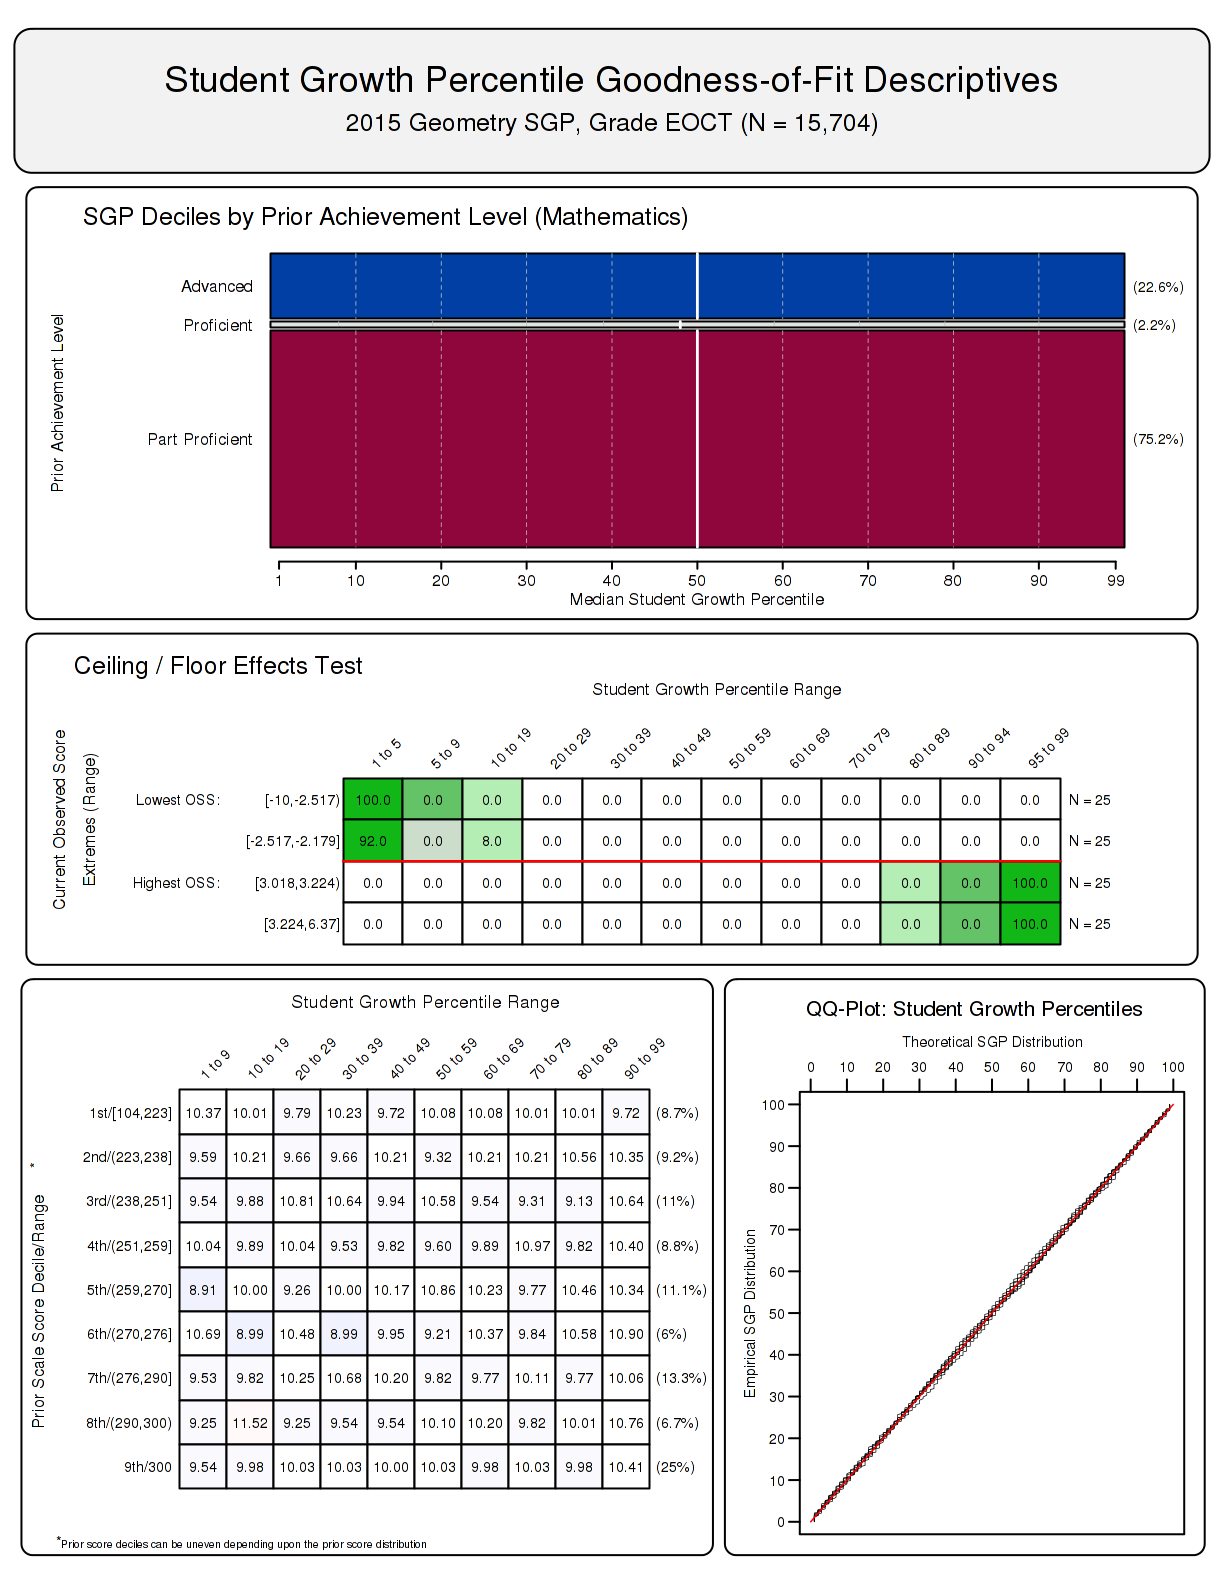 Student Growth Percentile Goodness-of-Fit Descriptives
2015 Geometry SGP, Grade EOCT (N = 15,704)
SGP Deciles by Prior Achievement Level (Mathematics)
Prior Achievement Level
Advanced (22.6%)
Proficient (2.2%)
Part Proficient (75.2%)
1 10 20 30 40 50 60 70 80 90 99
Median Student Growth Percentile
Ceiling / Floor Effects Test
Student Growth Percentile Range
Current Observed Score
Extremes (Range)
1 to 5 5 to 9 10 to 19 20 to 29 30 to 39 40 to 49 50 to 59 60 to 69 70 to 79 80 to 89 90 to 94 95 to 99
Lowest OSS: [-10,-2.517) 100.0 0.0 0.0 0.0 0.0 0.0 0.0 0.0 0.0 0.0 0.0 0.0 N = 25
[-2.517,-2.179] 92.0 0.0 8.0 0.0 0.0 0.0 0.0 0.0 0.0 0.0 0.0 0.0 N = 25
Highest OSS: [3.018,3.224) 0.0 0.0 0.0 0.0 0.0 0.0 0.0 0.0 0.0 0.0 0.0 100.0 N = 25
[3.224,6.37] 0.0 0.0 0.0 0.0 0.0 0.0 0.0 0.0 0.0 0.0 0.0 100.0 N = 25
Student Growth Percentile Range
Prior Scale Score Decile/Range *
1 to 9 10 to 19 20 to 29 30 to 39 40 to 49 50 to 59 60 to 69 70 to 79 80 to 89 90 to 99
1st/[104,223] 10.37 10.01 9.79 10.23 9.72 10.08 10.08 10.01 10.01 9.72 (8.7%)
2nd/(223,238] 9.59 10.21 9.66 9.66 10.21 9.32 10.21 10.21 10.56 10.35 (9.2%)
3rd/(238,251] 9.54 9.88 10.81 10.64 9.94 10.58 9.54 9.31 9.13 10.64 (11%)
4th/(251,259] 10.04 9.89 10.04 9.53 9.82 9.60 9.89 10.97 9.82 10.40 (8.8%)
5th/(259,270] 8.91 10.00 9.26 10.00 10.17 10.86 10.23 9.77 10.46 10.34 (11.1%)
6th/(270,276] 10.69 8.99 10.48 8.99 9.95 9.21 10.37 9.84 10.58 10.90 (6%)
7th/(276,290] 9.53 9.82 10.25 10.68 10.20 9.82 9.77 10.11 9.77 10.06 (13.3%)
8th/(290,300) 9.25 11.52 9.25 9.54 9.54 10.10 10.20 9.82 10.01 10.76 (6.7%)
9th/300 9.54 9.98 10.03 10.03 10.00 10.03 9.98 10.03 9.98 10.41 (25%)
*Prior score deciles can be uneven depending upon the prior score distribution
QQ-Plot: Student Growth Percentiles
Theoretical SGP Distribution
0 10 20 30 40 50 60 70 80 90 100
Empirical SGP Distribution
100
90
80
70
60
50
40
30
20
10
0